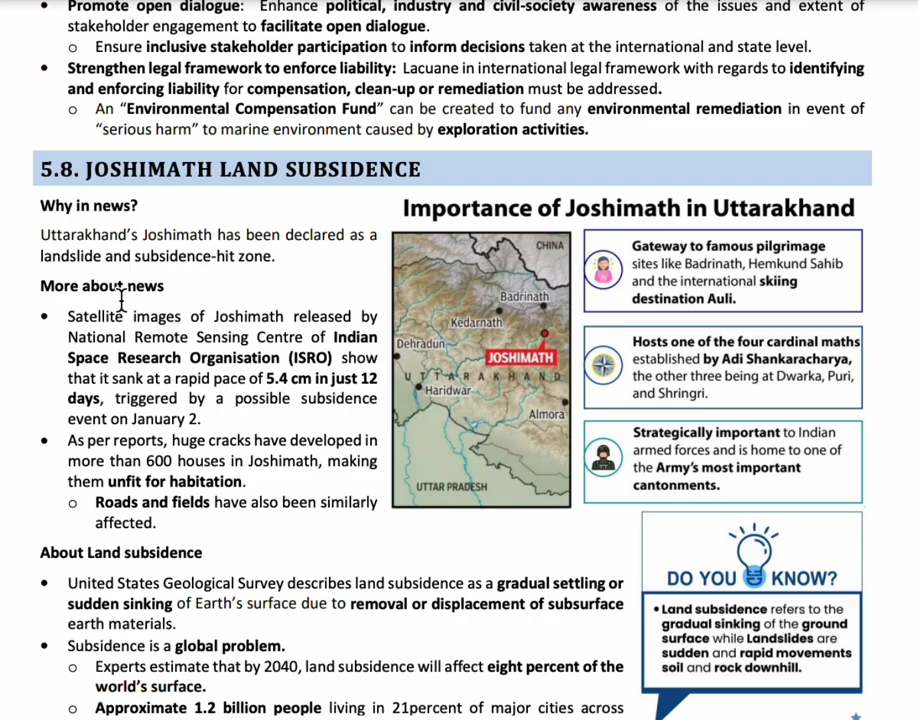 • Promote open dialogue: Enhance political, industry and civil-society awareness of the issues and extent of
stakeholder engagement to facilitate open dialogue.
o Ensure inclusive stakeholder participation to inform decisions taken at the international and state level.
• Strengthen legal framework to enforce liability: Lacuane in international legal framework with regards to identifying
and enforcing liability for compensation, clean-up or remediation must be addressed.
o An “Environmental Compensation Fund” can be created to fund any environmental remediation in event of
“serious harm” to marine environment caused by exploration activities.
5.8. JOSHIMATH LAND SUBSIDENCE
Why in news?
Uttarakhand’s Joshimath has been declared as a
landslide and subsidence-hit zone.
More about news
• Satellite images of Joshimath released by
National Remote Sensing Centre of Indian
Space Research Organisation (ISRO) show
that it sank at a rapid pace of 5.4 cm in just 12
days, triggered by a possible subsidence
event on January 2.
• As per reports, huge cracks have developed in
more than 600 houses in Joshimath, making
them unfit for habitation.
o Roads and fields have also been similarly
affected.
Importance of Joshimath in Uttarakhand
CHINA
Badrinath
Kedarnath
Dehradun
JOSHIMATH
UTTARAKHAND
Haridwar
Almora
UTTAR PRADESH
Gateway to famous pilgrimage
sites like Badrinath, Hemkund Sahib
and the international skiing
destination Auli.
Hosts one of the four cardinal maths
established by Adi Shankaracharya,
the other three being at Dwarka, Puri,
and Shringri.
Strategically important to Indian
armed forces and is home to one of
the Army’s most important
cantonments.
About Land subsidence
• United States Geological Survey describes land subsidence as a gradual settling or
sudden sinking of Earth’s surface due to removal or displacement of subsurface
earth materials.
• Subsidence is a global problem.
o Experts estimate that by 2040, land subsidence will affect eight percent of the
world’s surface.
o Approximate 1.2 billion people living in 21percent of major cities across
DO YOU KNOW?
• Land subsidence refers to the
gradual sinking of the ground
surface while Landslides are
sudden and rapid movements
soil and rock downhill.